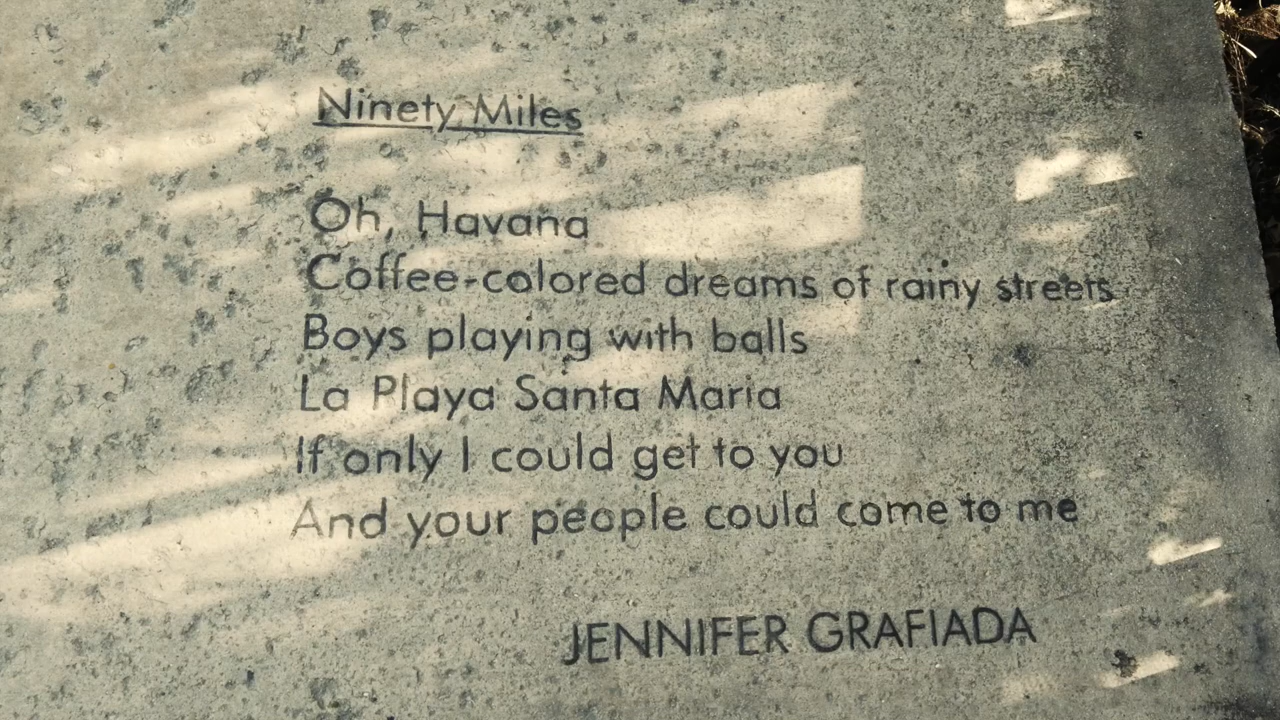 Ninety Miles
Oh, Havana
Coffee-colored dreams of rainy streets
Boys playing with balls
La Playa Santa Maria
If only I could get to you
And your people could come to me
JENNIFER GRAFIADA